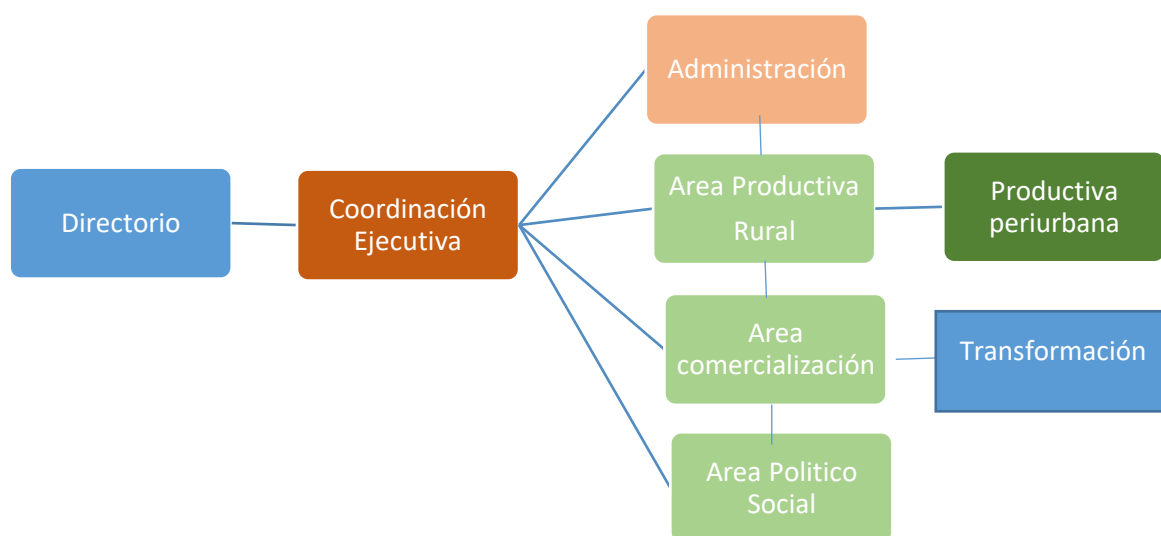 Directorio
Coordinación
Ejecutiva
Administración
Area Productiva
Rural
Area
comercialización
Area Politico
Social
Productiva
periurbana
Transformación